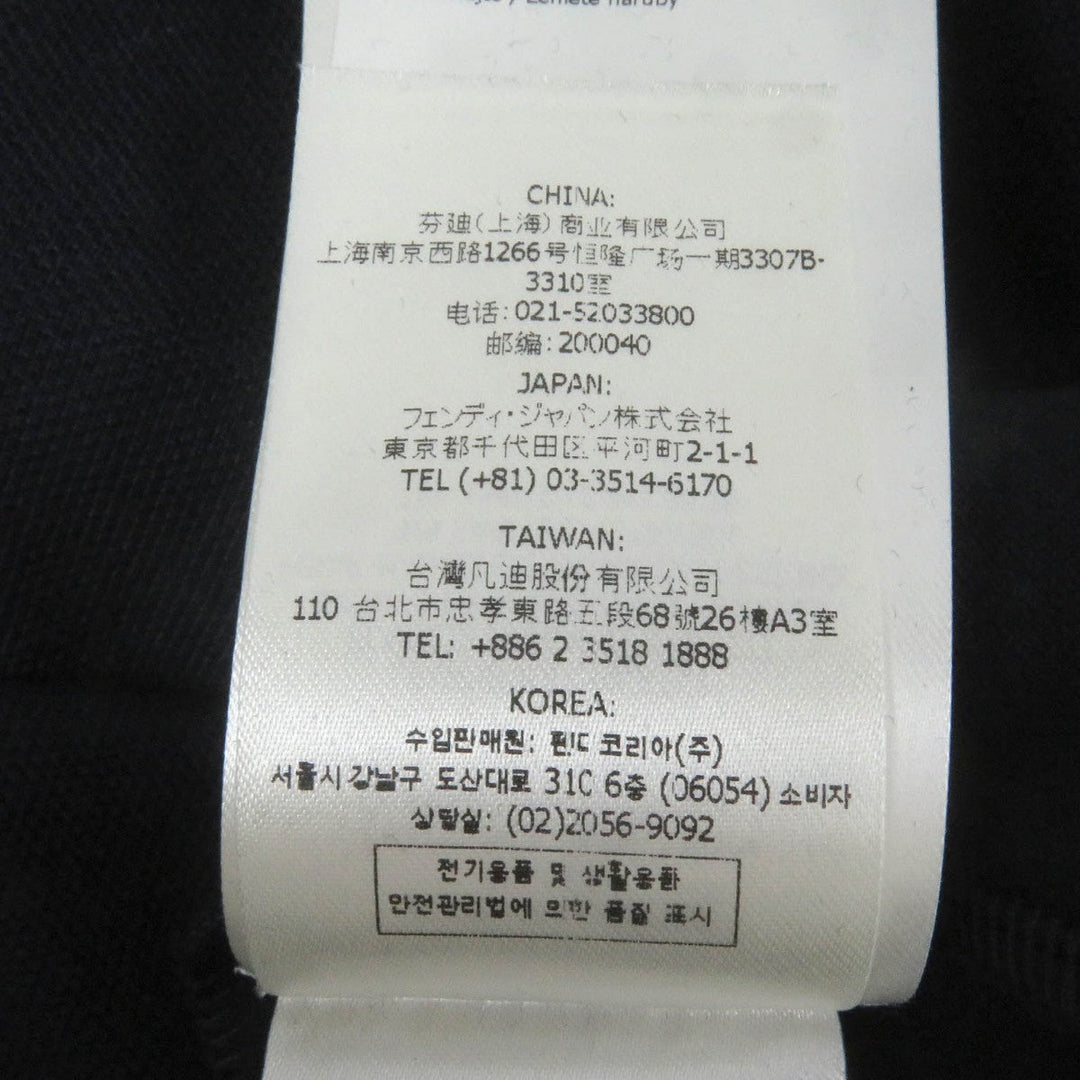 CHINA:
芬迪(上海)商业有限公司
上海南京西路1266号恒隆广场一期3307B-
3310室
电话:021-52033800
邮编:200040
JAPAN:
フェンディ・ジャパン株式会社
東京都千代田区平河町2-1-1
TEL (+81) 03-3514-6170
TAIWAN:
台灣凡迪股份有限公司
110 台北市忠孝東路五段68號26樓A3室
TEL: +886 2 3518 1888
KOREA:
수입판매원: 펜디 코리아(주)
서울시 강남구 도산대로 310 6층 (06054) 소비자
상담실: (02)2056-9092
전기용품 및 생활용품
안전관리법에 의한 품질 표시